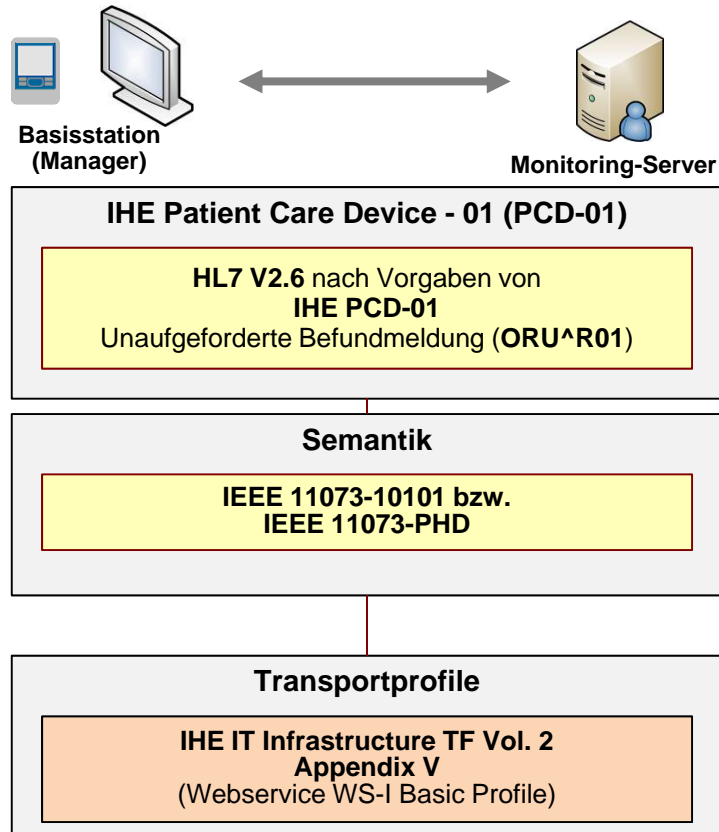 Basisstation
(Manager)
Monitoring-Server
IHE Patient Care Device - 01 (PCD-01)
HL7 V2.6 nach Vorgaben von
IHE PCD-01
Unaufgeforderte Befundmeldung (ORU^R01)
Semantik
IEEE 11073-10101 bzw.
IEEE 11073-PHD
Transportprofile
IHE IT Infrastructure TF Vol. 2
Appendix V
(Webservice WS-I Basic Profile)